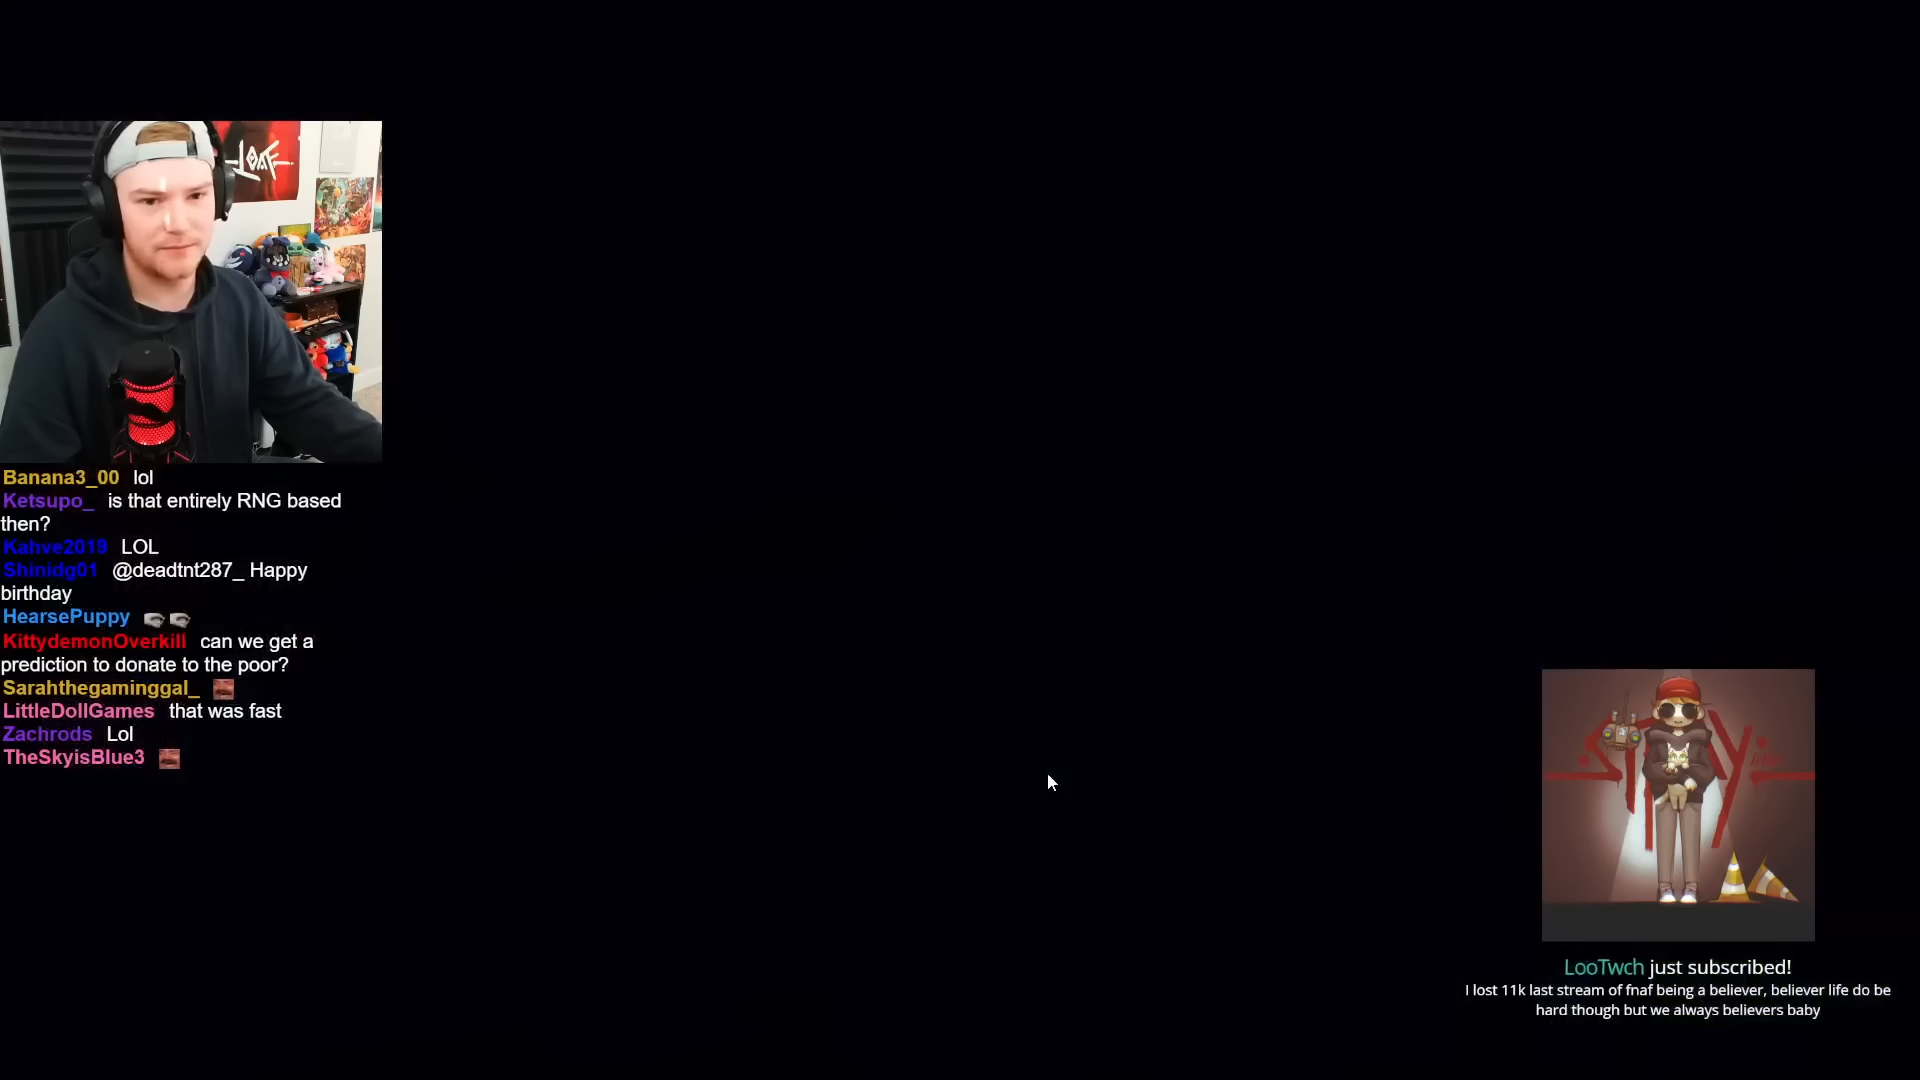 LOAF
Banana3_00 lol
Ketsupo_ is that entirely RNG based
then?
Kahve2019 LOL
Shinidg01 @deadtnt287_ Happy
birthday
HearsePuppy
KittydemonOverkill can we get a
prediction to donate to the poor?
Sarahthegaminggal_
LittleDollGames that was fast
Zachrods Lol
TheSkyisBlue3
LooTwch just subscribed!
I lost 11k last stream of fnaf being a believer, believer life do be
hard though but we always believers baby